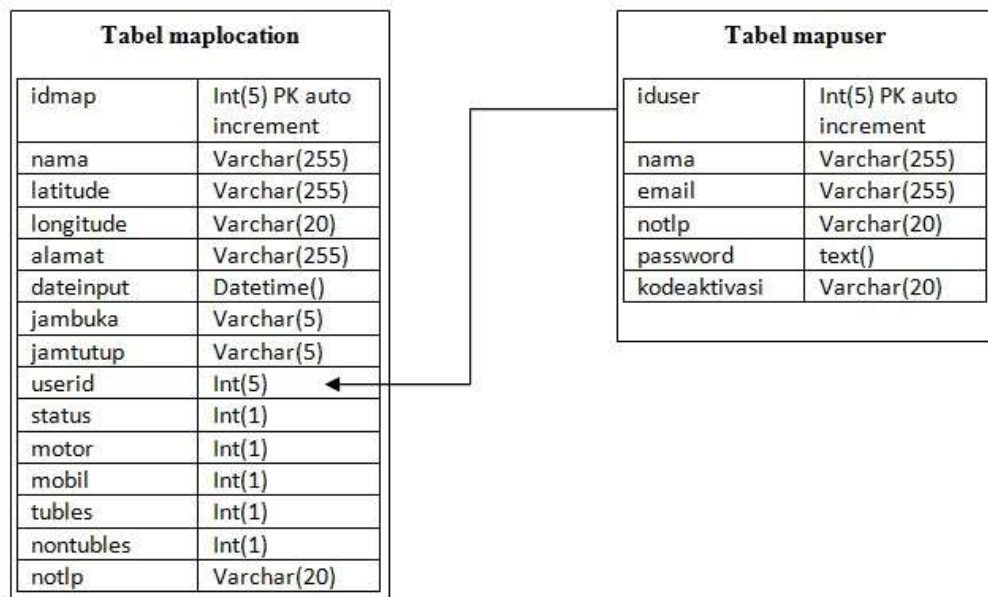 Tabel maplocation
idmap Int(5) PK auto
increment
nama Varchar(255)
latitude Varchar(255)
longitude Varchar(20)
alamat Varchar(255)
dateinput Datetime()
jambuka Varchar(5)
jamtutup Varchar(5)
userid Int(5)
status Int(1)
motor Int(1)
mobil Int(1)
tubles Int(1)
nontubles Int(1)
notlp Varchar(20)
Tabel mapuser
iduser Int(5) PK auto
increment
nama Varchar(255)
email Varchar(255)
notlp Varchar(20)
password text()
kodeaktivasi Varchar(20)